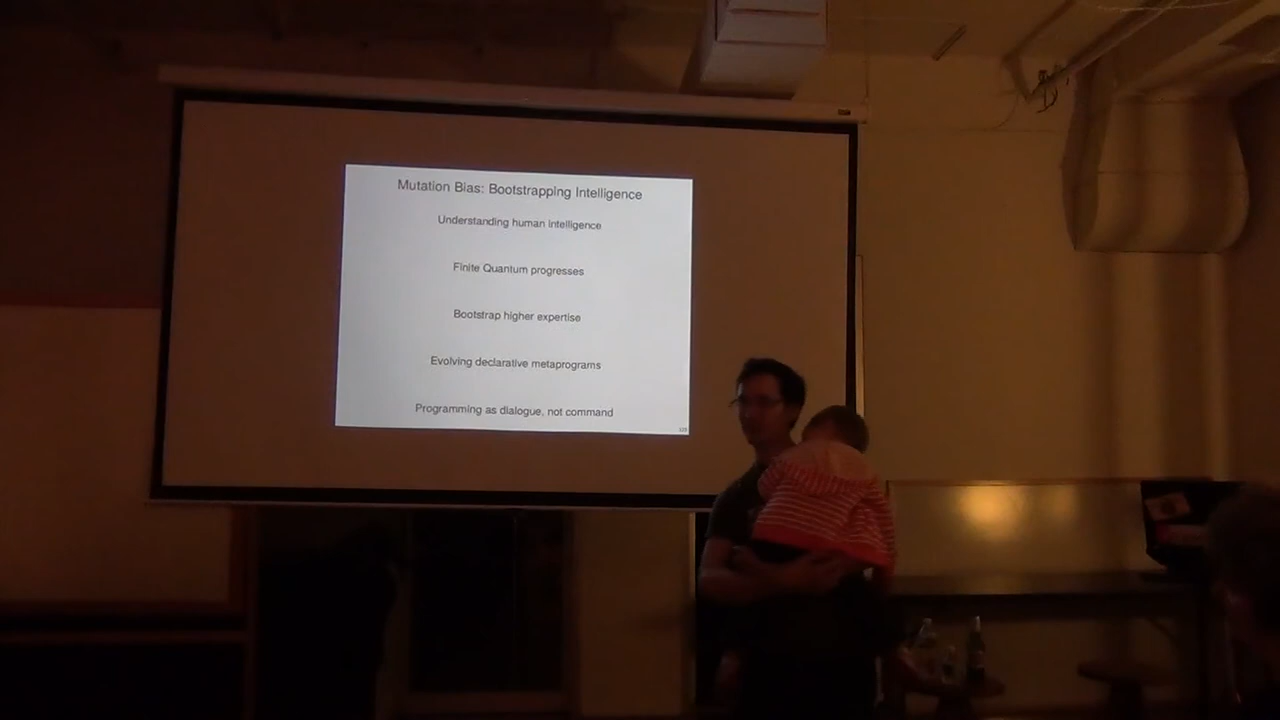 Mutation Bias: Bootstrapping Intelligence
Understanding human intelligence
Finite Quantum progresses
Bootstrap higher expertise
Evolving declarative metaprograms
Programming as dialogue, not command